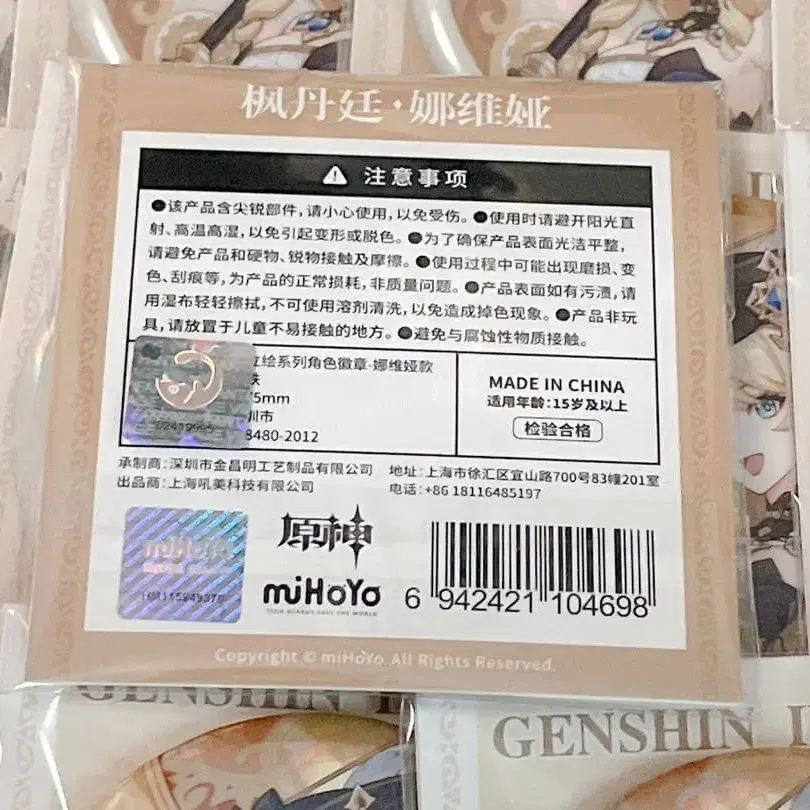 枫丹廷·娜维娅
注意事项
●该产品含尖锐部件,请小心使用,以免受伤。●使用时请避开阳光直
射、高温高湿,以免引起变形或脱色。●为了确保产品表面光洁平整,
请避免产品和硬物、锐物接触及摩擦。●使用过程中可能出现磨损、变
色、刮痕等,为产品的正常损耗,非质量问题。●产品表面如有污渍,请
用湿布轻轻擦拭,不可使用溶剂清洗,以免造成掉色现象。●产品非玩
具,请放置于儿童不易接触的地方。●避免与腐蚀性物质接触。
立绘系列角色徽章-娜维娅款
铁
75mm
圳市
8480-2012
02419995
MADE IN CHINA
适用年龄:15岁及以上
检验合格
承制商:深圳市金昌明工艺制品有限公司
出品商:上海吼美科技有限公司
地址:上海市徐汇区宜山路700号83幢201室
电话:+86 18116485197
miHoYo
原神
miHoYo
TECH OTAKUS SAVE THE WORLD
6 942421 104698
Copyright © miHoYo All Rights Reserved.
GENSHIN I
GENSHIN